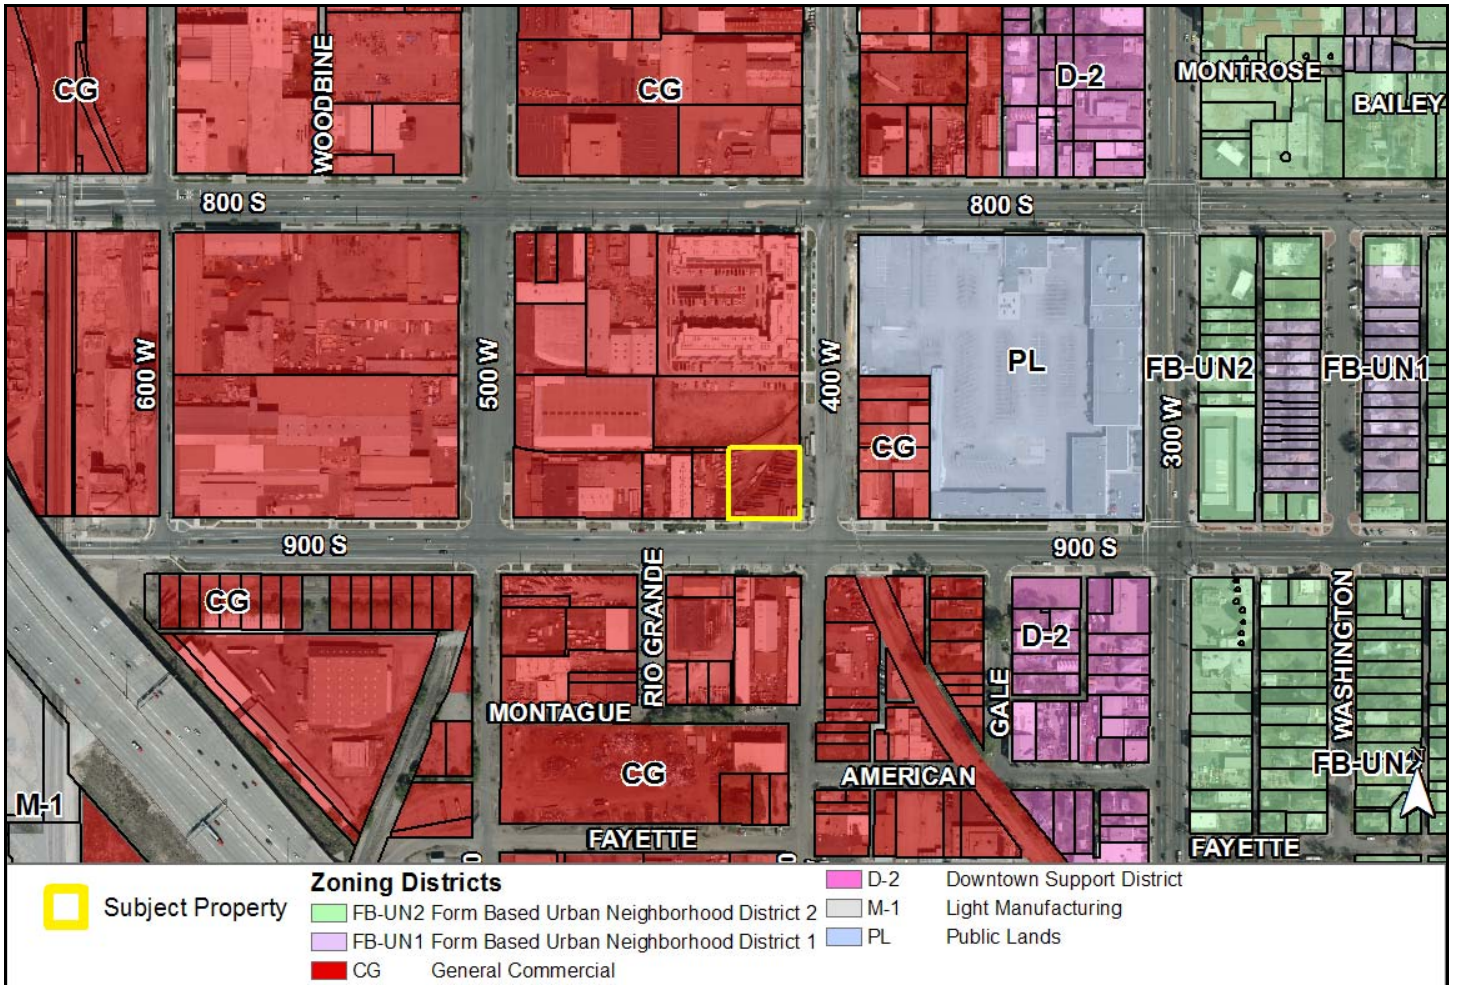 CG
WOODBINE
CG
D-2
MONTROSE
BAILEY
800 S
800 S
600 W
500 W
400 W
PL
CG
300 W
FB-UN2
FB-UN1
900 S
900 S
CG
RIO GRANDE
D-2
GALE
WASHINGTON
MONTAGUE
CG
AMERICAN
FB-UN2
M-1
FAYETTE
FAYETTE
Subject Property
Zoning Districts
FB-UN2 Form Based Urban Neighborhood District 2
FB-UN1 Form Based Urban Neighborhood District 1
CG General Commercial
D-2 Downtown Support District
M-1 Light Manufacturing
PL Public Lands